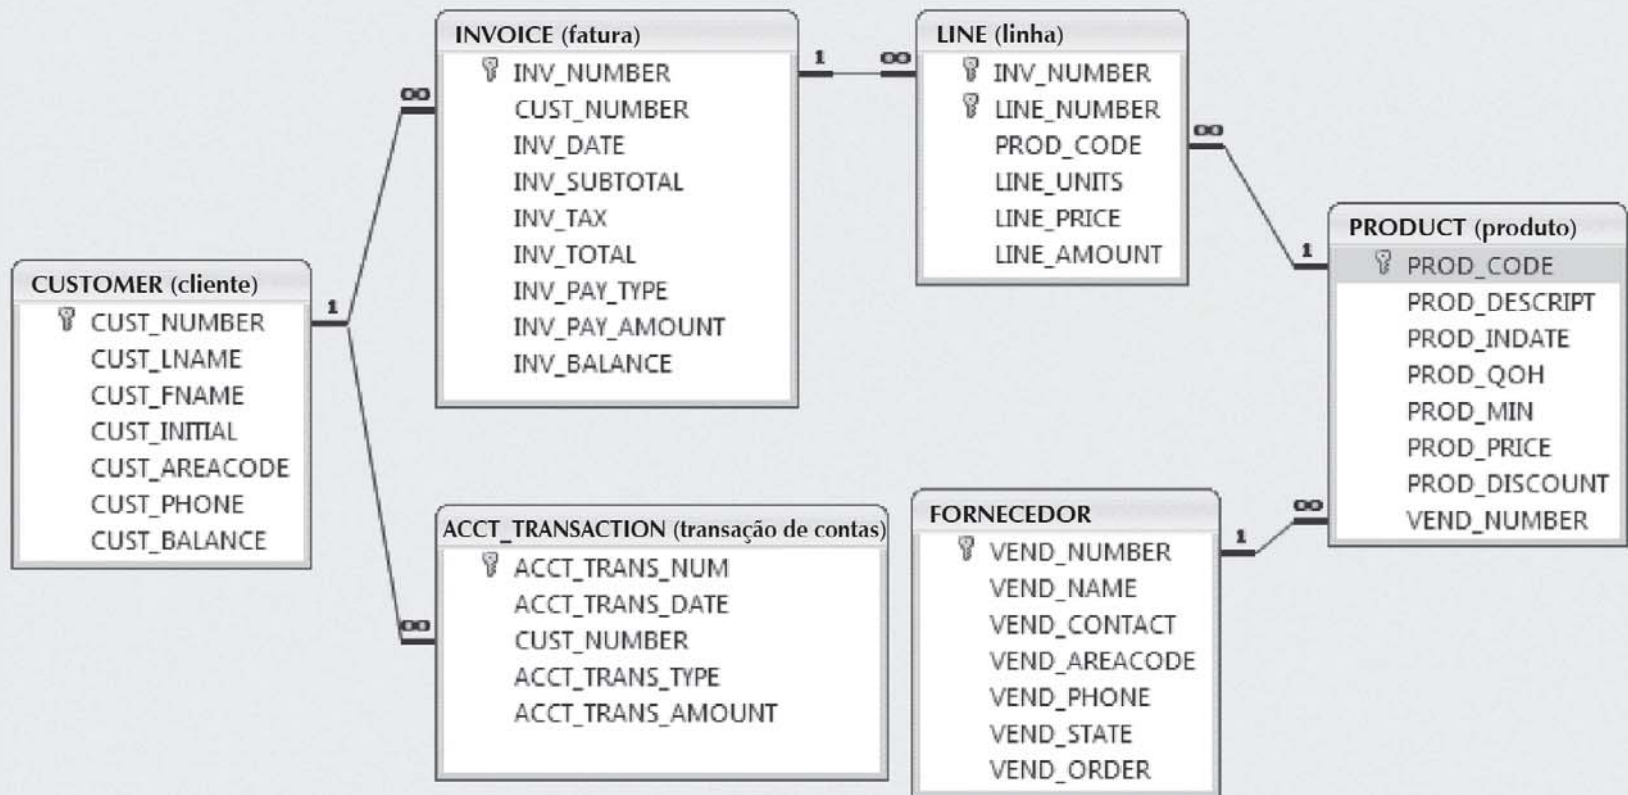 INVOICE (fatura)
INV_NUMBER
CUST_NUMBER
INV_DATE
INV_SUBTOTAL
INV_TAX
INV_TOTAL
INV_PAY_TYPE
INV_PAY_AMOUNT
INV_BALANCE
1
∞
LINE (linha)
INV_NUMBER
LINE_NUMBER
PROD_CODE
LINE_UNITS
LINE_PRICE
LINE_AMOUNT
∞
1
PRODUCT (produto)
PROD_CODE
PROD_DESCRIPT
PROD_INDATE
PROD_QOH
PROD_MIN
PROD_PRICE
PROD_DISCOUNT
VEND_NUMBER
CUSTOMER (cliente)
CUST_NUMBER
CUST_LNAME
CUST_FNAME
CUST_INITIAL
CUST_AREACODE
CUST_PHONE
CUST_BALANCE
1
∞
∞
ACCT_TRANSACTION (transação de contas)
ACCT_TRANS_NUM
ACCT_TRANS_DATE
CUST_NUMBER
ACCT_TRANS_TYPE
ACCT_TRANS_AMOUNT
FORNECEDOR
VEND_NUMBER
VEND_NAME
VEND_CONTACT
VEND_AREACODE
VEND_PHONE
VEND_STATE
VEND_ORDER
1
∞